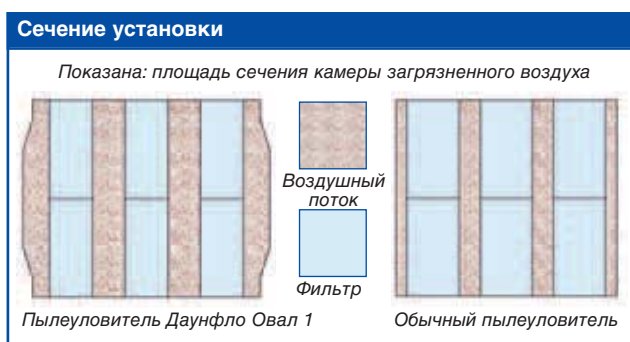 Сечение установки
Показана: площадь сечения камеры загрязненного воздуха
Воздушный
поток
Фильтр
Пылеуловитель Даунфло Овал 1
Обычный пылеуловитель